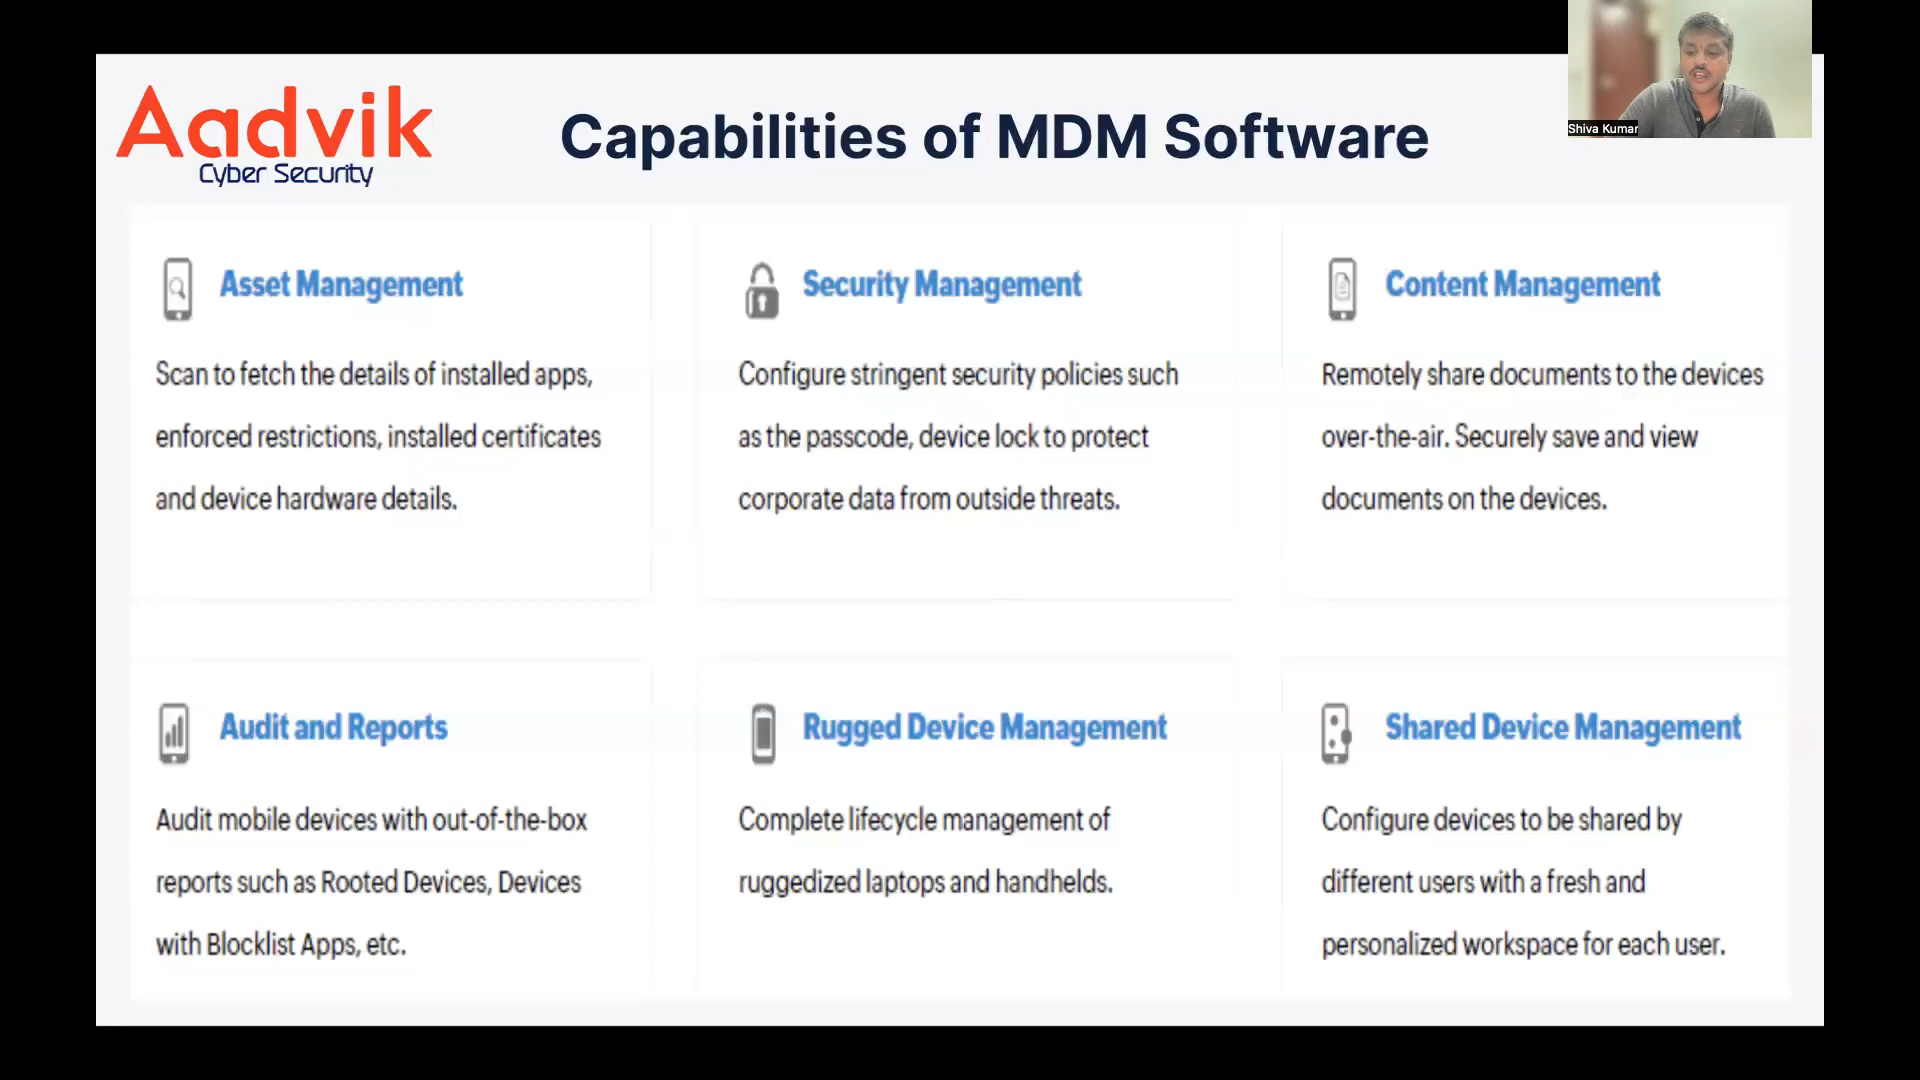 Aadvik
Cyber Security
Capabilities of MDM Software
Shiva Kumar
Asset Management
Scan to fetch the details of installed apps,
enforced restrictions, installed certificates
and device hardware details.
Security Management
Configure stringent security policies such
as the passcode, device lock to protect
corporate data from outside threats.
Content Management
Remotely share documents to the devices
over-the-air. Securely save and view
documents on the devices.
Audit and Reports
Audit mobile devices with out-of-the-box
reports such as Rooted Devices, Devices
with Blocklist Apps, etc.
Rugged Device Management
Complete lifecycle management of
ruggedized laptops and handhelds.
Shared Device Management
Configure devices to be shared by
different users with a fresh and
personalized workspace for each user.